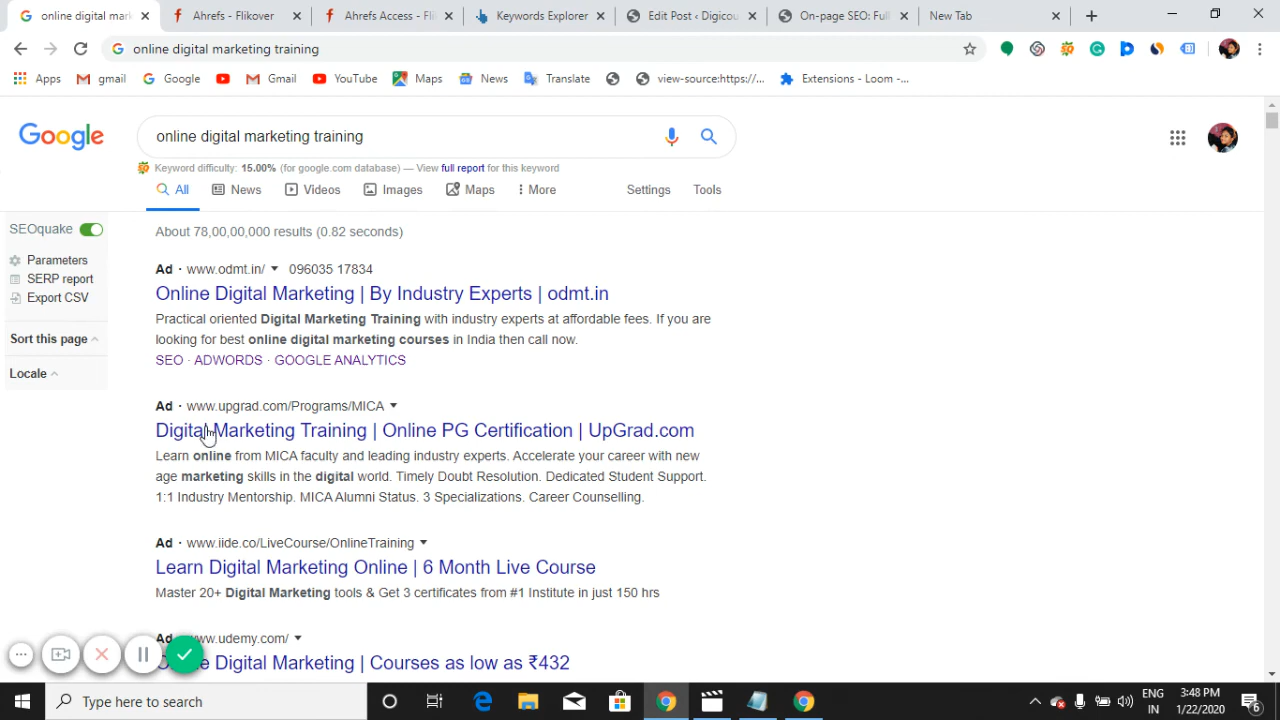 online digital mark
Ahrefs - Flikover
Ahrefs Access - Flik
Keywords Explorer
Edit Post ‹ Digicou
On-page SEO: Full
New Tab
online digital marketing training
Apps
gmail
Google
Gmail
YouTube
Maps
News
Translate
view-source:https://...
Extensions - Loom -...
Google
online digital marketing training
Keyword difficulty: 15.00% (for google.com database) — View full report for this keyword
All
News
Videos
Images
Maps
More
Settings
Tools
SEOquake
Parameters
SERP report
Export CSV
Sort this page
Locale
About 78,00,00,000 results (0.82 seconds)
Ad · www.odmt.in/ 096035 17834
Online Digital Marketing | By Industry Experts | odmt.in
Practical oriented Digital Marketing Training with industry experts at affordable fees. If you are
looking for best online digital marketing courses in India then call now.
SEO · ADWORDS · GOOGLE ANALYTICS
Ad · www.upgrad.com/Programs/MICA
Digital Marketing Training | Online PG Certification | UpGrad.com
Learn online from MICA faculty and leading industry experts. Accelerate your career with new
age marketing skills in the digital world. Timely Doubt Resolution. Dedicated Student Support.
1:1 Industry Mentorship. MICA Alumni Status. 3 Specializations. Career Counselling.
Ad · www.iide.co/LiveCourse/OnlineTraining
Learn Digital Marketing Online | 6 Month Live Course
Master 20+ Digital Marketing tools & Get 3 certificates from #1 Institute in just 150 hrs
Ad www.udemy.com/
Digital Marketing | Courses as low as ₹432
Type here to search
ENG
IN
3:48 PM
1/22/2020
6